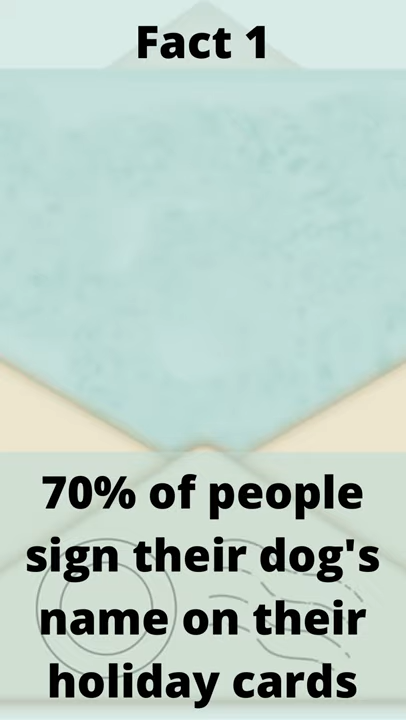 Fact 1
70% of people
sign their dog's
name on their
holiday cards